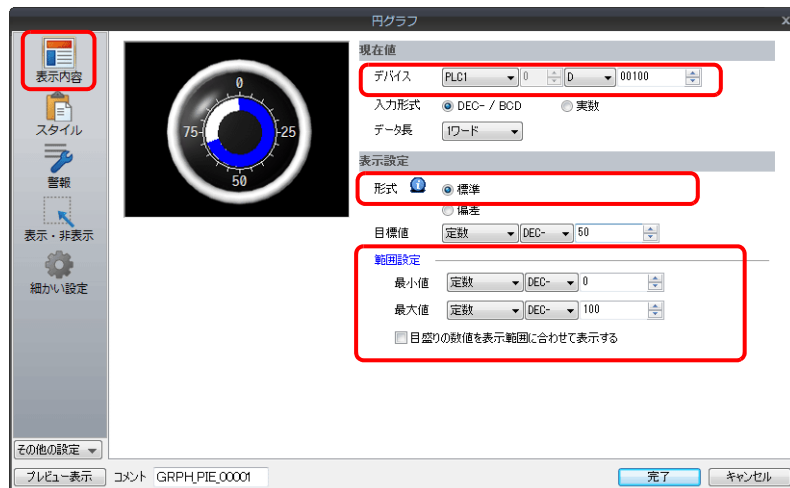 円グラフ
表示内容
スタイル
警報
表示・非表示
細かい設定
その他の設定
0
75
25
50
現在値
デバイス PLC1 0 D 00100
入力形式 DEC- / BCD 実数
データ長 1ワード
表示設定
形式 標準
偏差
目標値 定数 DEC- 50
範囲設定
最小値 定数 DEC- 0
最大値 定数 DEC- 100
目盛りの数値を表示範囲に合わせて表示する
プレビュー表示 コメント GRPH_PIE_00001 完了 キャンセル